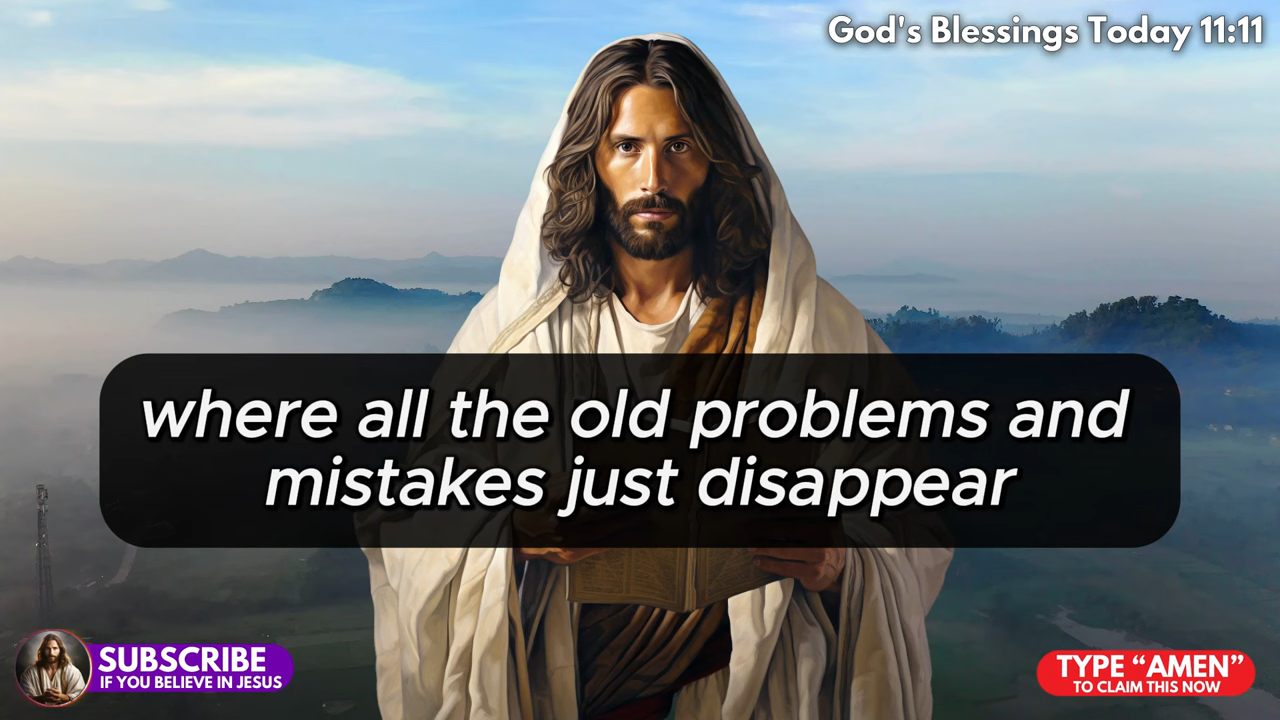 God's Blessings Today 11:11
where all the old problems and
mistakes just disappear
SUBSCRIBE
IF YOU BELIEVE IN JESUS
TYPE “AMEN”
TO CLAIM THIS NOW